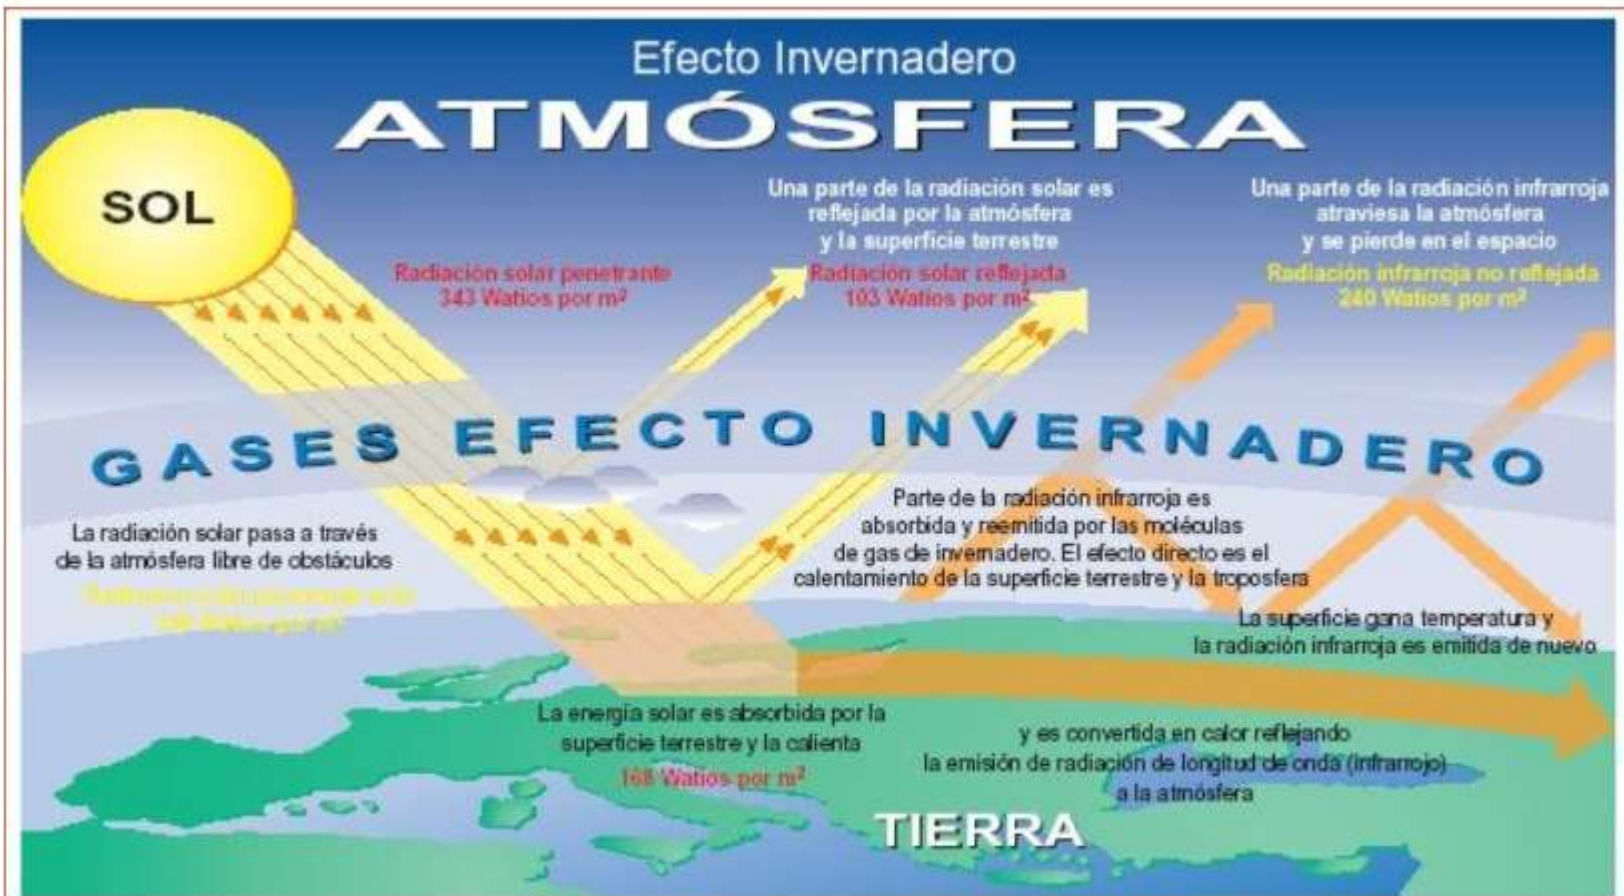 Efecto Invernadero
ATMÓSFERA
SOL
Una parte de la radiación solar es
reflejada por la atmósfera
y la superficie terrestre
Radiación solar reflejada
103 Watios por m²
Una parte de la radiación infrarroja
atraviesa la atmósfera
y se pierde en el espacio
Radiación infrarroja no reflejada
240 Watios por m²
Radiación solar penetrante
343 Watios por m²
GASES EFECTO INVERNADERO
La radiación solar pasa a través
de la atmósfera libre de obstáculos
Parte de la radiación infrarroja es
absorbida y reemitida por las moléculas
de gas de invernadero. El efecto directo es el
calentamiento de la superficie terrestre y la troposfera
La superficie gana temperatura y
la radiación infrarroja es emitida de nuevo
La energía solar es absorbida por la
superficie terrestre y la calienta
168 Watios por m²
y es convertida en calor reflejando
la emisión de radiación de longitud de onda (infrarrojo)
a la atmósfera
TIERRA